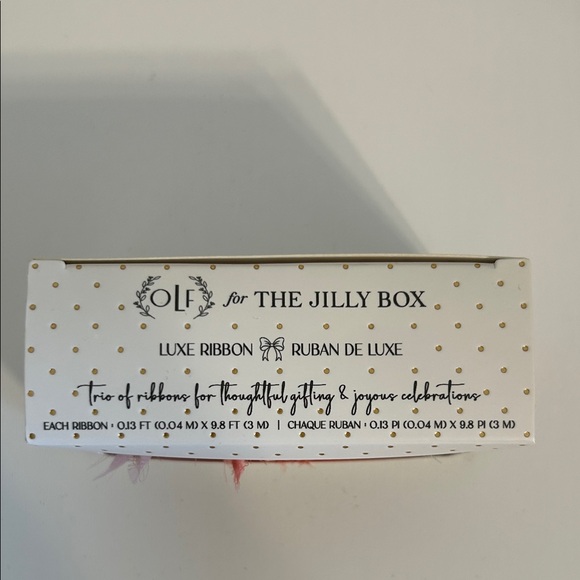 OLF for THE JILLY BOX
LUXE RIBBON RUBAN DE LUXE
trio of ribbons for thoughtful gifting & joyous celebrations
EACH RIBBON : 0.13 FT (0.04 M) X 9.8 FT (3 M) | CHAQUE RUBAN : 0.13 PI (0.04 M) X 9.8 PI (3 M)